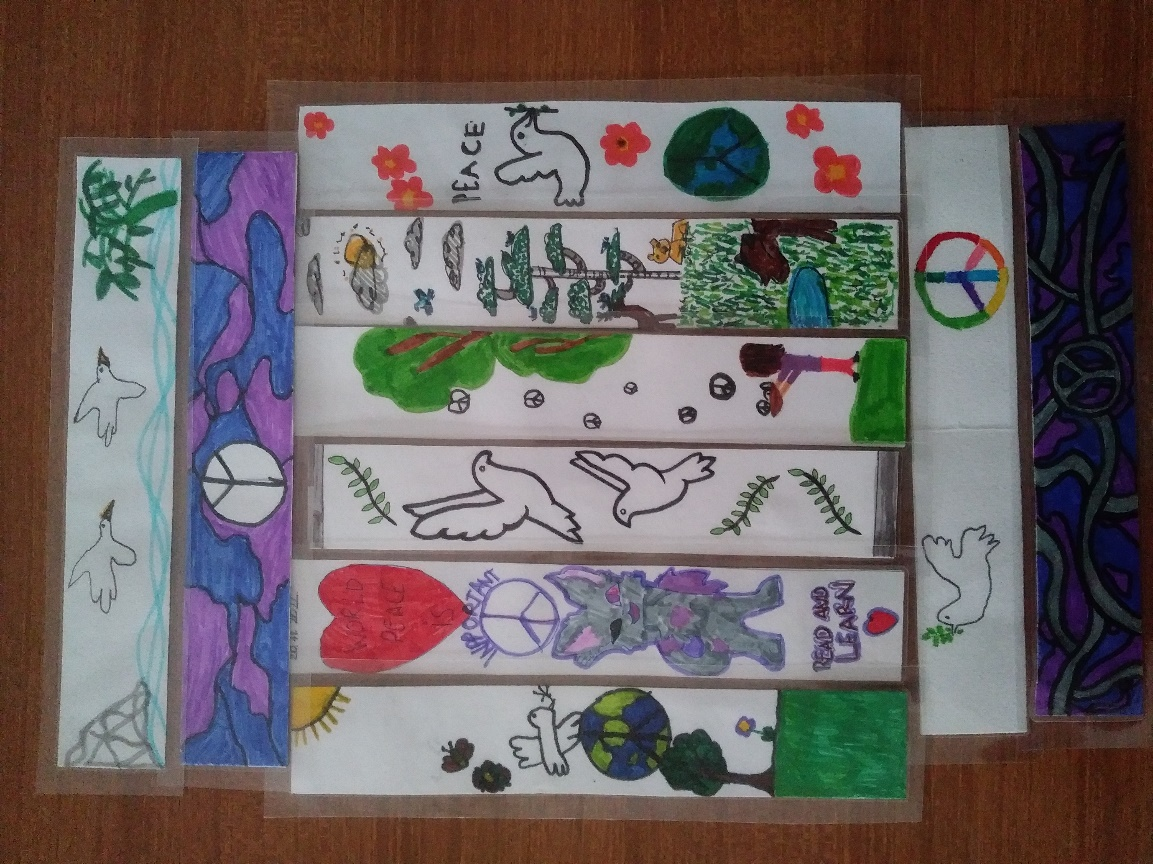 PEACE
WORLD
PEACE
IS
IMPORTANT
READ AND
LEARN